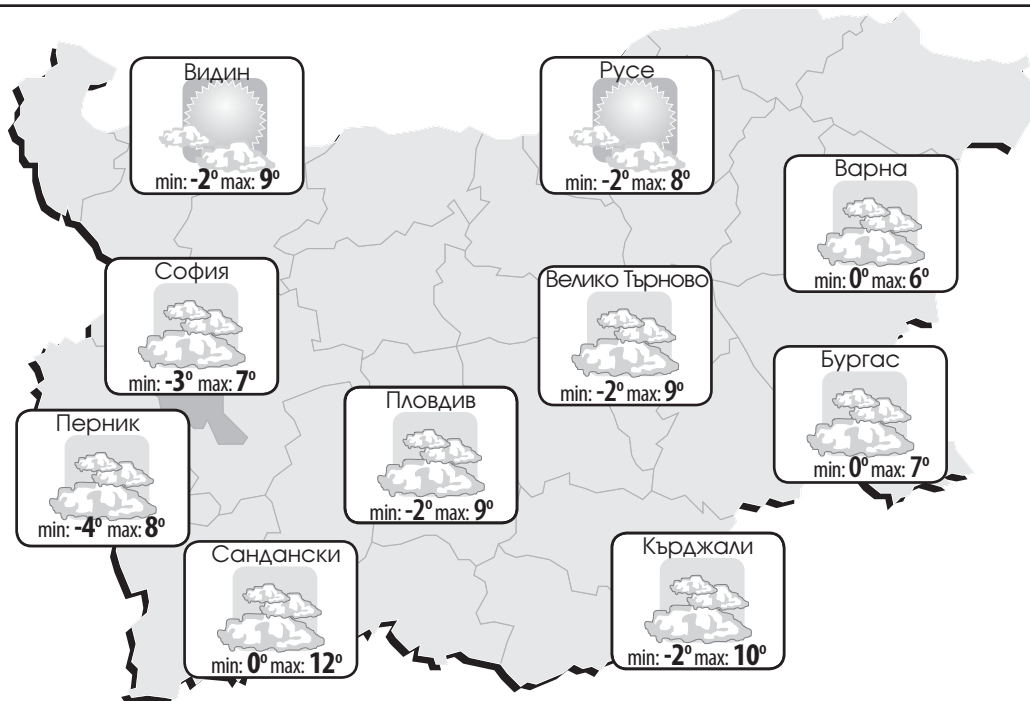 Видин
min: -2° max: 9°
Русе
min: -2° max: 8°
Варна
min: 0° max: 6°
София
min: -3° max: 7°
Велико Търново
min: -2° max: 9°
Бургас
min: 0° max: 7°
Пловдив
min: -2° max: 9°
Перник
min: -4° max: 8°
Сандански
min: 0° max: 12°
Кърджали
min: -2° max: 10°